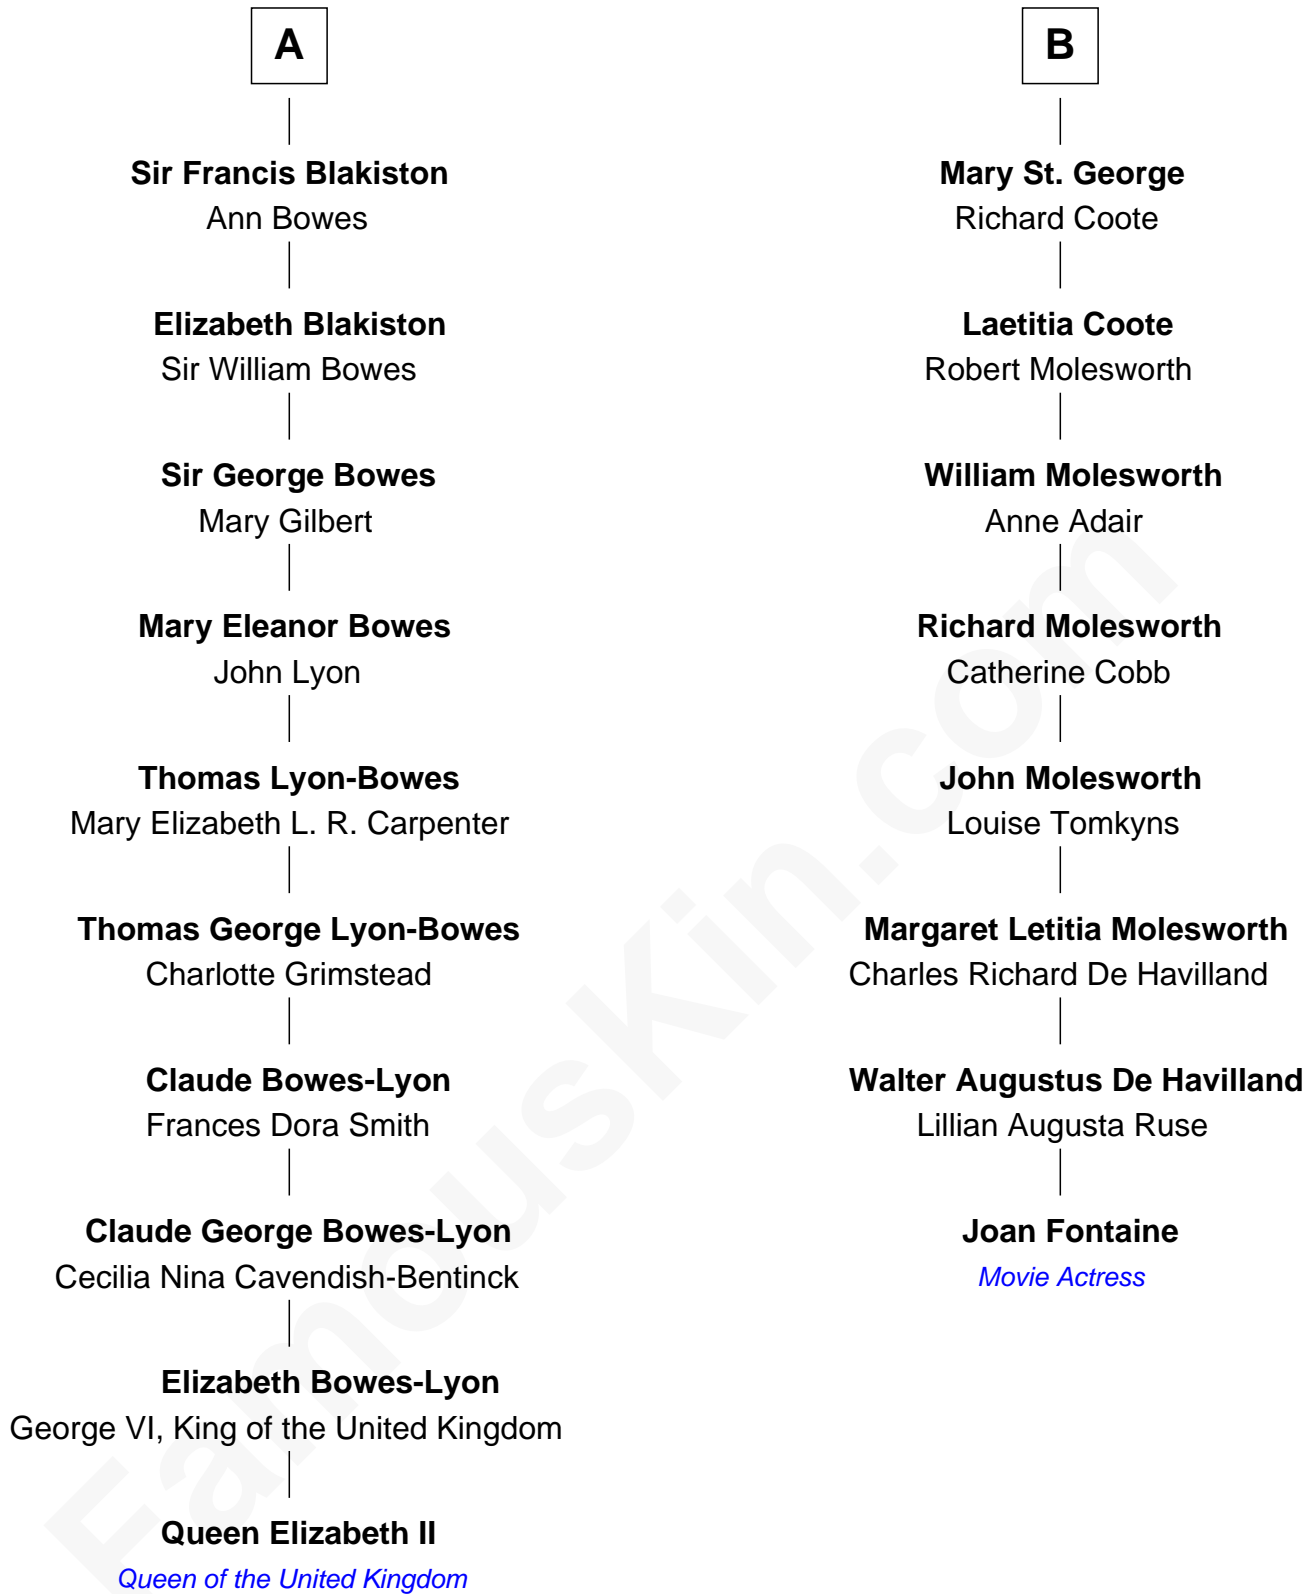 A
Sir Francis Blakiston
Ann Bowes
Elizabeth Blakiston
Sir William Bowes
Sir George Bowes
Mary Gilbert
Mary Eleanor Bowes
John Lyon
Thomas Lyon-Bowes
Mary Elizabeth L. R. Carpenter
Thomas George Lyon-Bowes
Charlotte Grimstead
Claude Bowes-Lyon
Frances Dora Smith
Claude George Bowes-Lyon
Cecilia Nina Cavendish-Bentinck
Elizabeth Bowes-Lyon
George VI, King of the United Kingdom
Queen Elizabeth II
Queen of the United Kingdom
B
Mary St. George
Richard Coote
Laetitia Coote
Robert Molesworth
William Molesworth
Anne Adair
Richard Molesworth
Catherine Cobb
John Molesworth
Louise Tomkyns
Margaret Letitia Molesworth
Charles Richard De Havilland
Walter Augustus De Havilland
Lillian Augusta Ruse
Joan Fontaine
Movie Actress
FamousKin.com